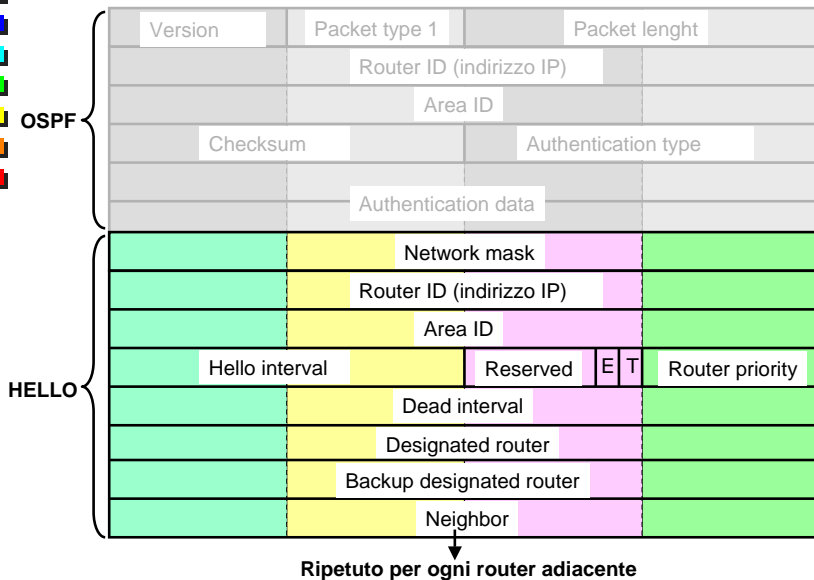 Version Packet type 1 Packet lenght
Router ID (indirizzo IP)
Area ID
OSPF
Checksum Authentication type
Authentication data
Network mask
Router ID (indirizzo IP)
Area ID
Hello interval Reserved E T Router priority
HELLO
Dead interval
Designated router
Backup designated router
Neighbor
Ripetuto per ogni router adiacente